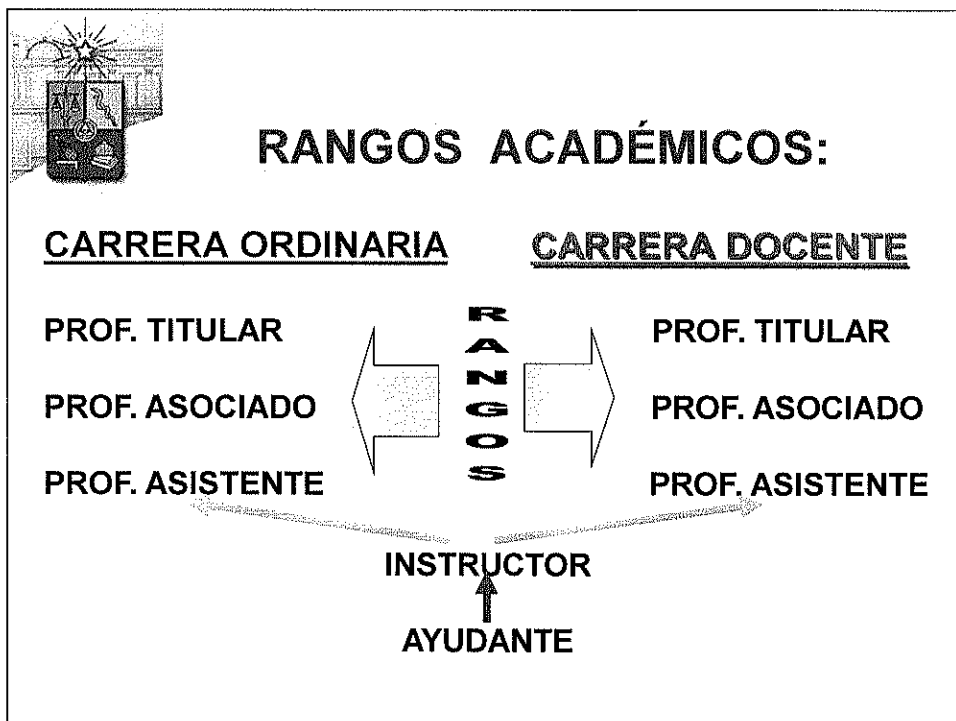 RANGOS ACADÉMICOS:
CARRERA ORDINARIA
PROF. TITULAR
PROF. ASOCIADO
PROF. ASISTENTE
RANGOS
CARRERA DOCENTE
PROF. TITULAR
PROF. ASOCIADO
PROF. ASISTENTE
INSTRUCTOR
AYUDANTE